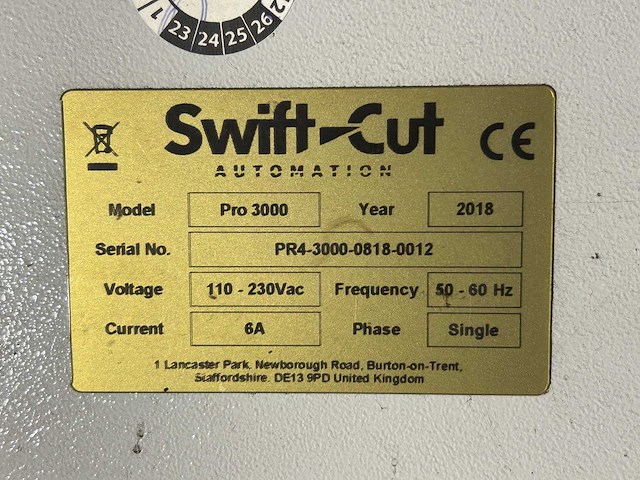 1 23 24 25 26 12
Swift-Cut CE
AUTOMATION
Model Pro 3000 Year 2018
Serial No. PR4-3000-0818-0012
Voltage 110 - 230Vac Frequency 50 - 60 Hz
Current 6A Phase Single
1 Lancaster Park, Newborough Road, Burton-on-Trent,
Staffordshire. DE13 9PD United Kingdom